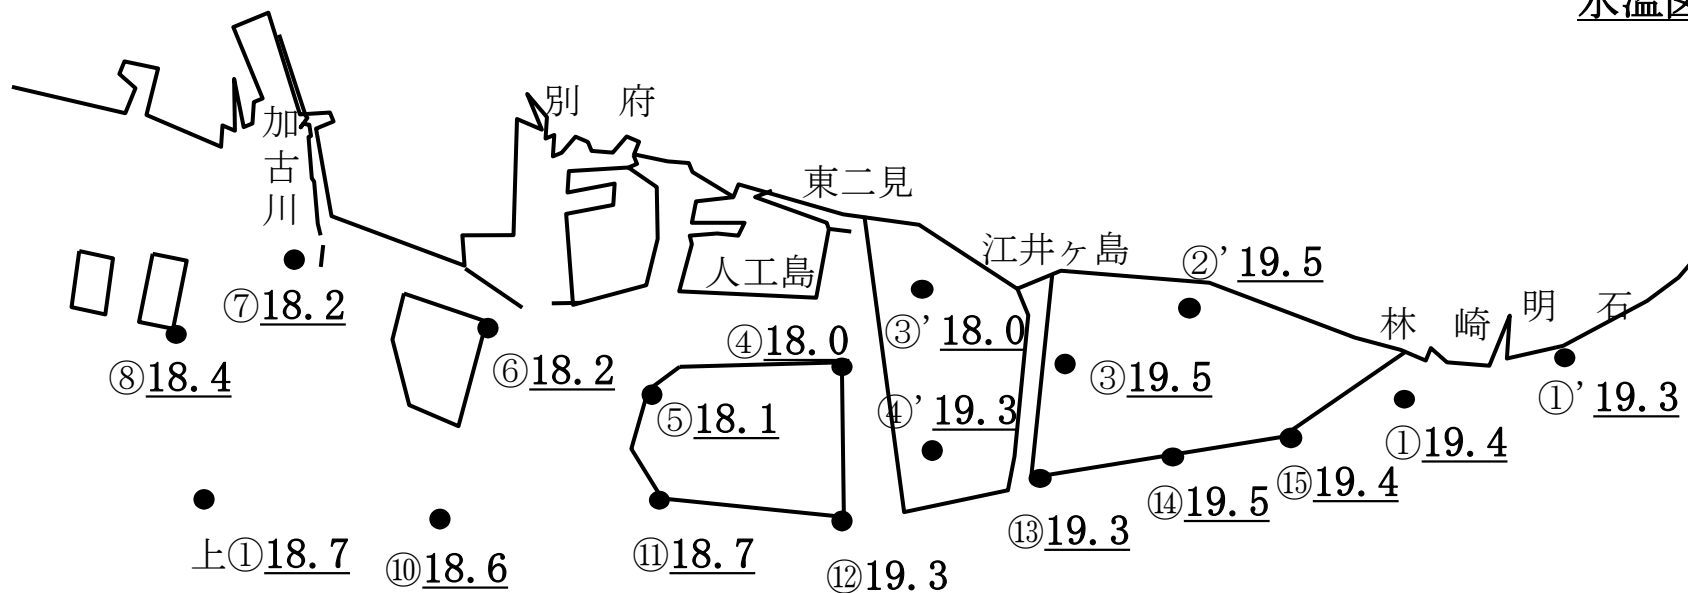 水温図
別　府
加古川
東二見
江井ヶ島
人工島
②’ 19.5
林　崎
明　石
⑦18.2
③’ 18.0
④18.0
⑧18.4
⑥18.2
③19.5
①’ 19.3
⑤18.1
④’ 19.3
①19.4
⑮19.4
⑭19.5
⑬19.3
上①18.7
⑩18.6
⑪18.7
⑫19.3